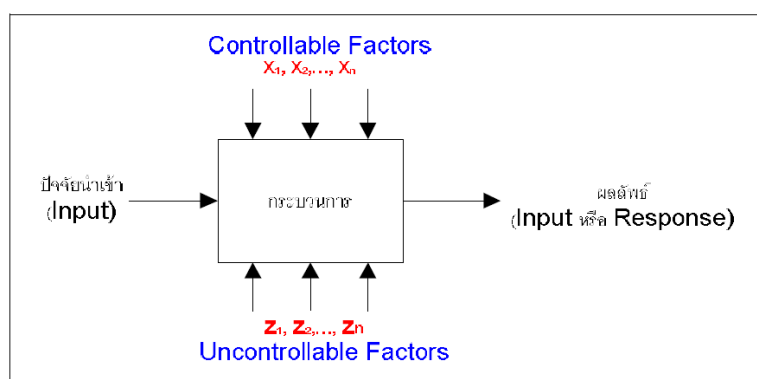 Controllable Factors
X₁, X₂,..., Xₙ
ปัจจัยนำเข้า
(Input)
กระบวนการ
ผลลัพธ์
(Input หรือ Response)
Z₁, Z₂,..., Zn
Uncontrollable Factors